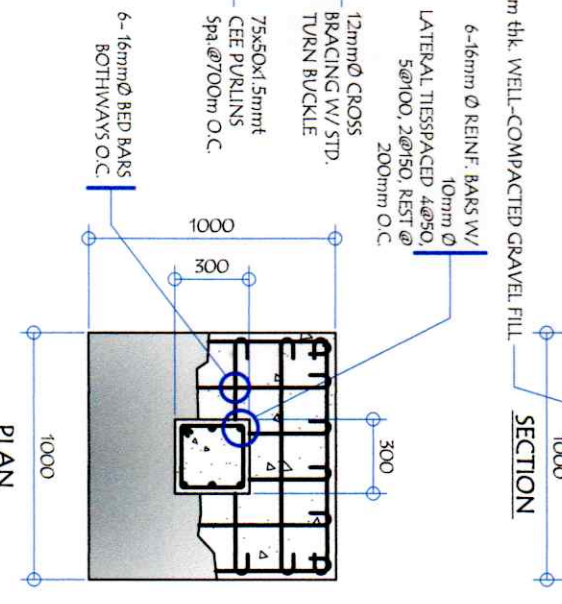 m thk. WELL-COMPACTED GRAVEL FILL
1000
SECTION
6-16mm Ø REINF. BARS W/
10mm Ø
LATERAL TIESSPACED 4@50,
5@100, 2@150, REST @
200mm O.C.
12mmØ CROSS
BRACING W/ STD.
TURN BUCKLE
75x50x1.5mmt
CEE PURLINS
Spa.@700m O.C.
6- 16mmØ BED BARS
BOTHWAYS O.C.
1000
300
300
1000
PLAN